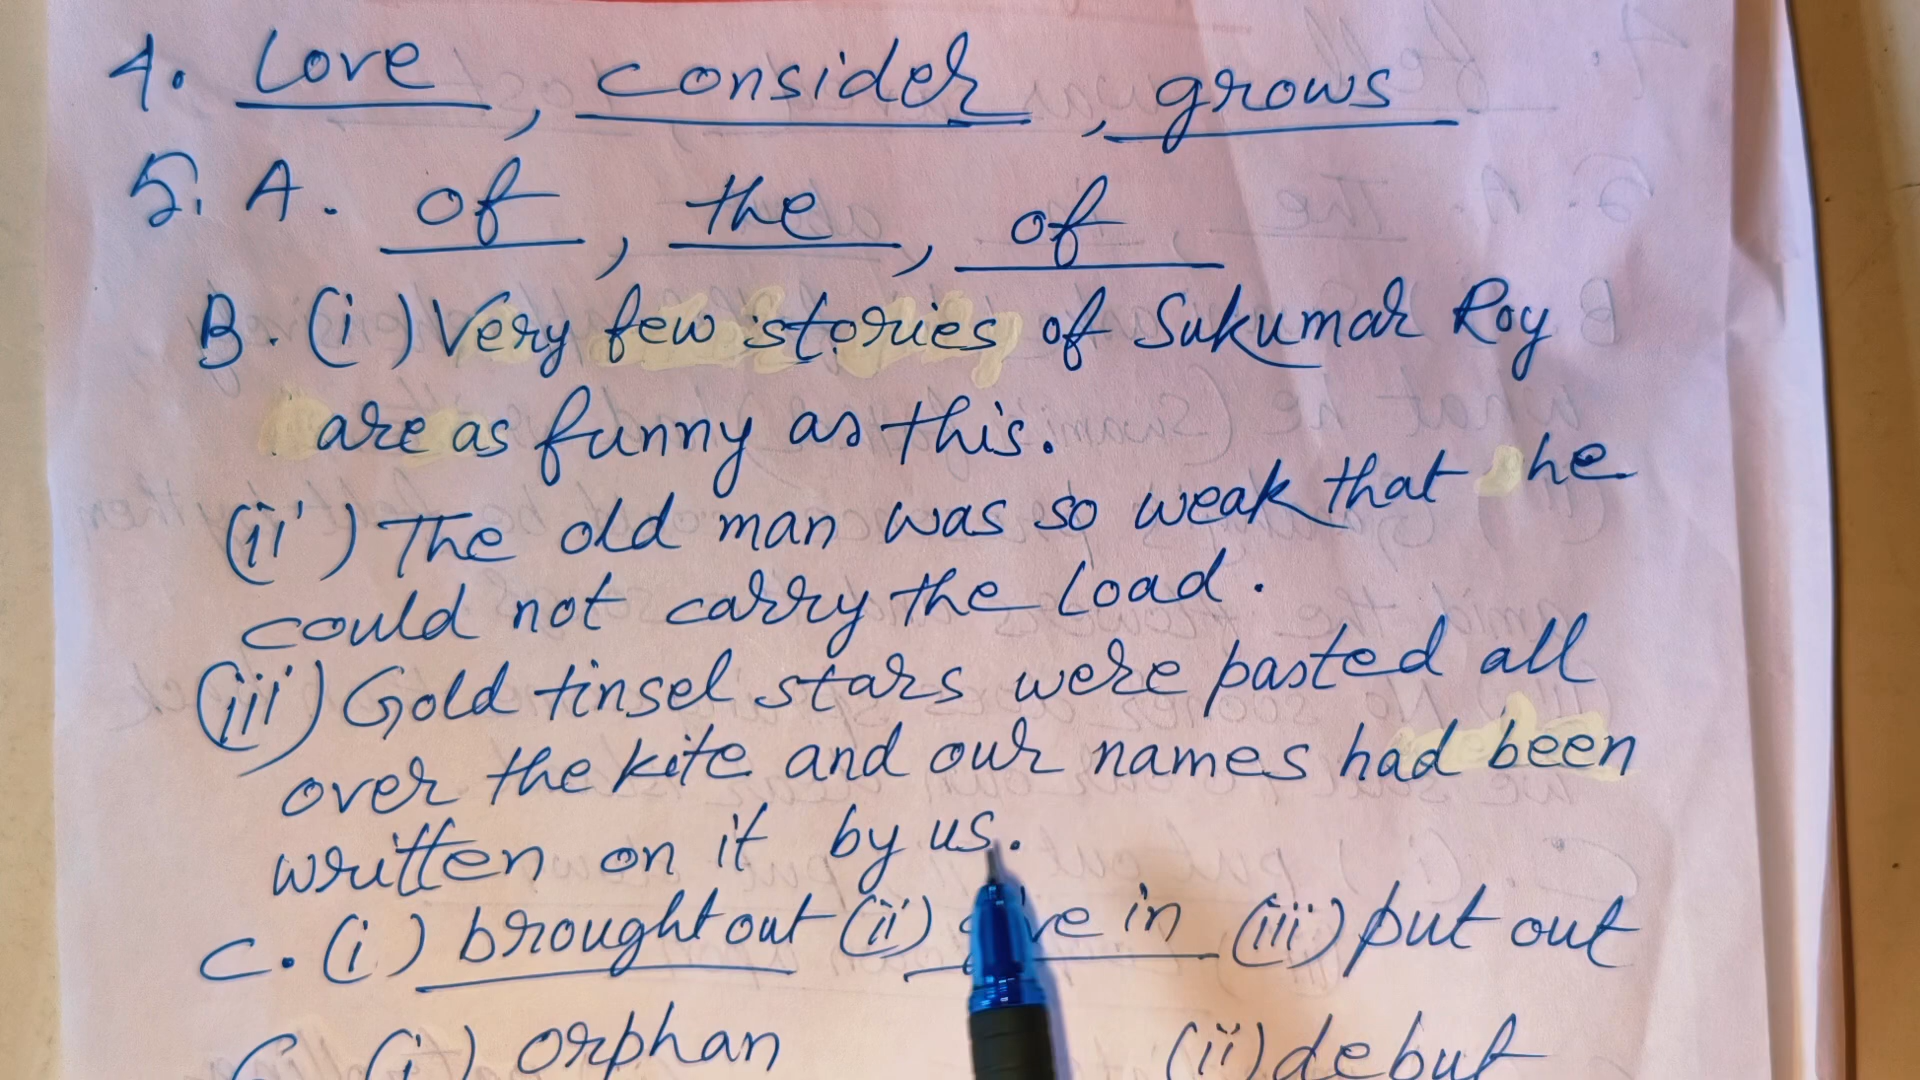 4. Love, consider, grows
5. A. of, the, of
B. (i) Very few stories of Sukumar Roy
are as funny as this.
(ii) The old man was so weak that he
could not carry the load.
(iii) Gold tinsel stars were pasted all
over the kite and our names had been
written on it by us.
C. (i) brought out (ii) in (iii) put out
(i) orphan (ii) debut